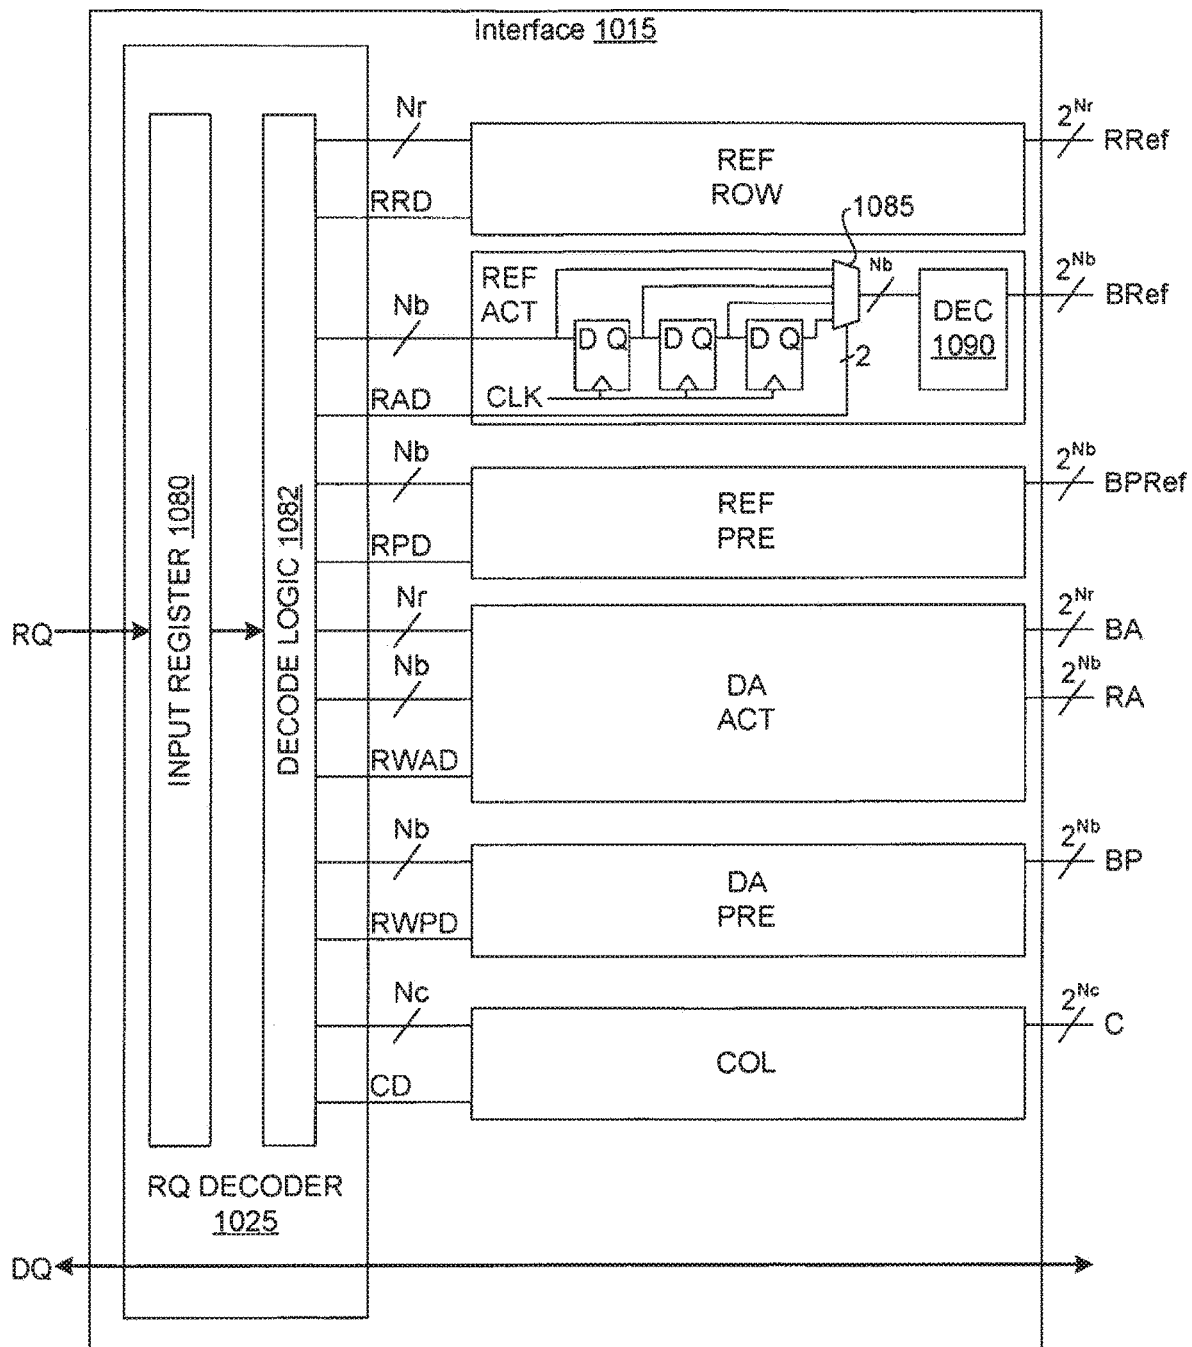 Interface 1015
Nr
2^Nr
RRef
REF
ROW
RRD
1085
REF
ACT
Nb
Nb
2^Nb
BRef
DEC
1090
D Q
D Q
D Q
2
CLK
RAD
Nb
2^Nb
BPRef
REF
PRE
RPD
INPUT REGISTER 1080
DECODE LOGIC 1082
RQ
Nr
2^Nr
BA
Nb
2^Nb
RA
DA
ACT
RWAD
Nb
2^Nb
BP
DA
PRE
RWPD
Nc
2^Nc
C
COL
CD
RQ DECODER
1025
DQ